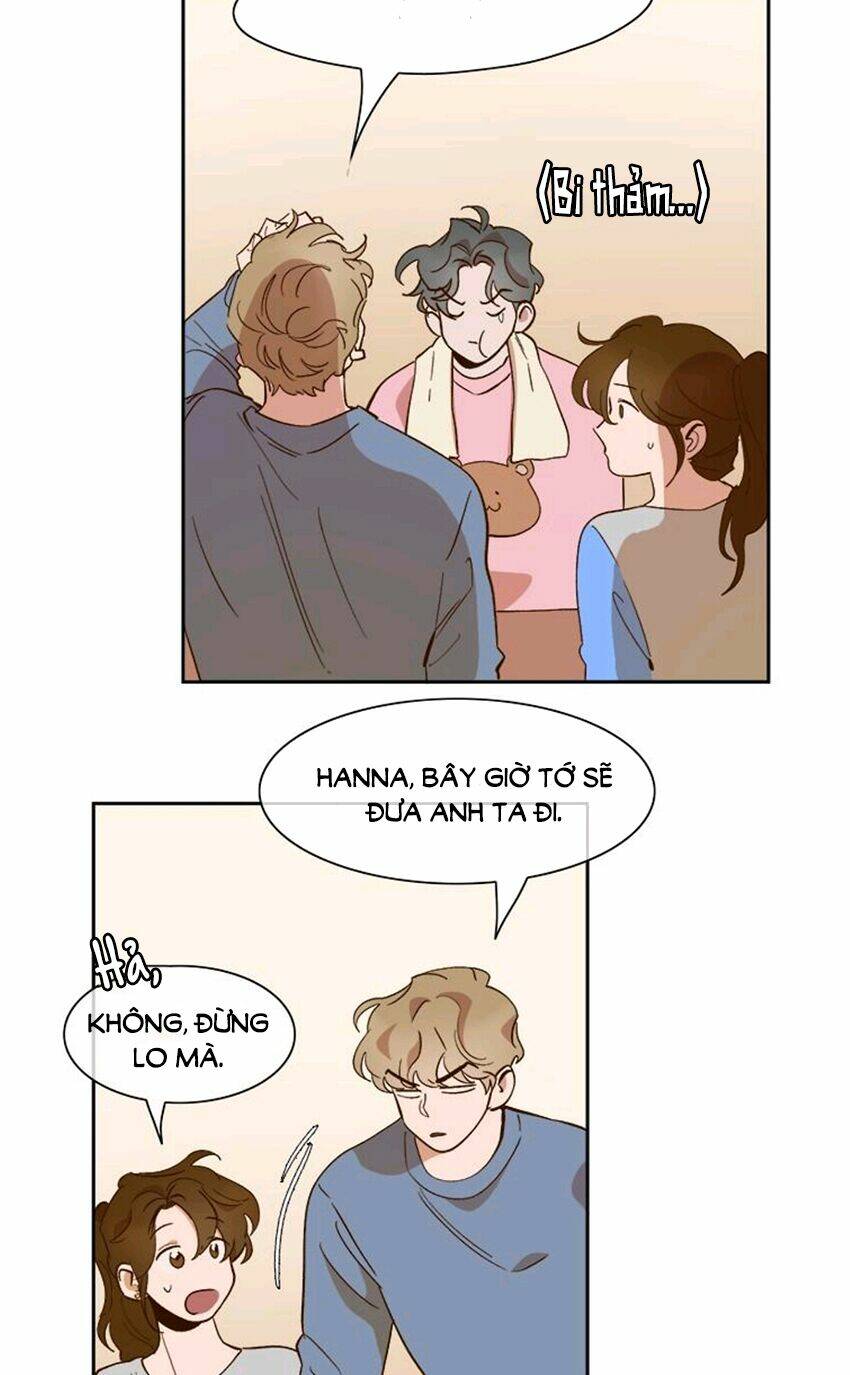 (Bi thảm...)
HANNA, BÂY GIỜ TỚ SẼ
ĐƯA ANH TA ĐI.
Hả,
KHÔNG, ĐỪNG
LO MÀ.